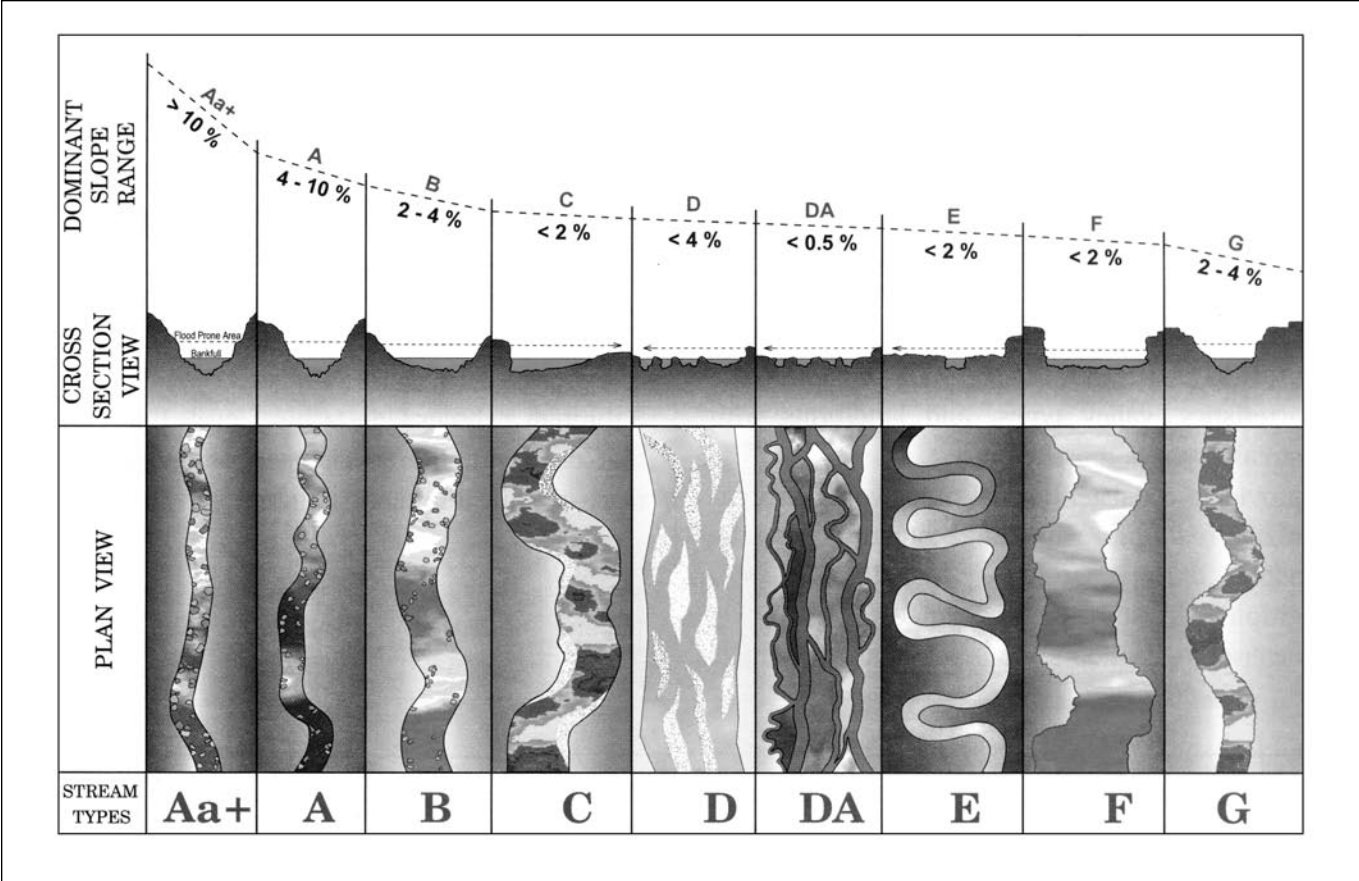 DOMINANT
SLOPE
RANGE
Aa+
> 10 %
A
4 - 10 %
B
2 - 4 %
C
< 2 %
D
< 4 %
DA
< 0.5 %
E
< 2 %
F
< 2 %
G
2 - 4 %
CROSS
SECTION
VIEW
Flood Prone Area
Bankfull
PLAN VIEW
STREAM
TYPES
Aa+
A
B
C
D
DA
E
F
G